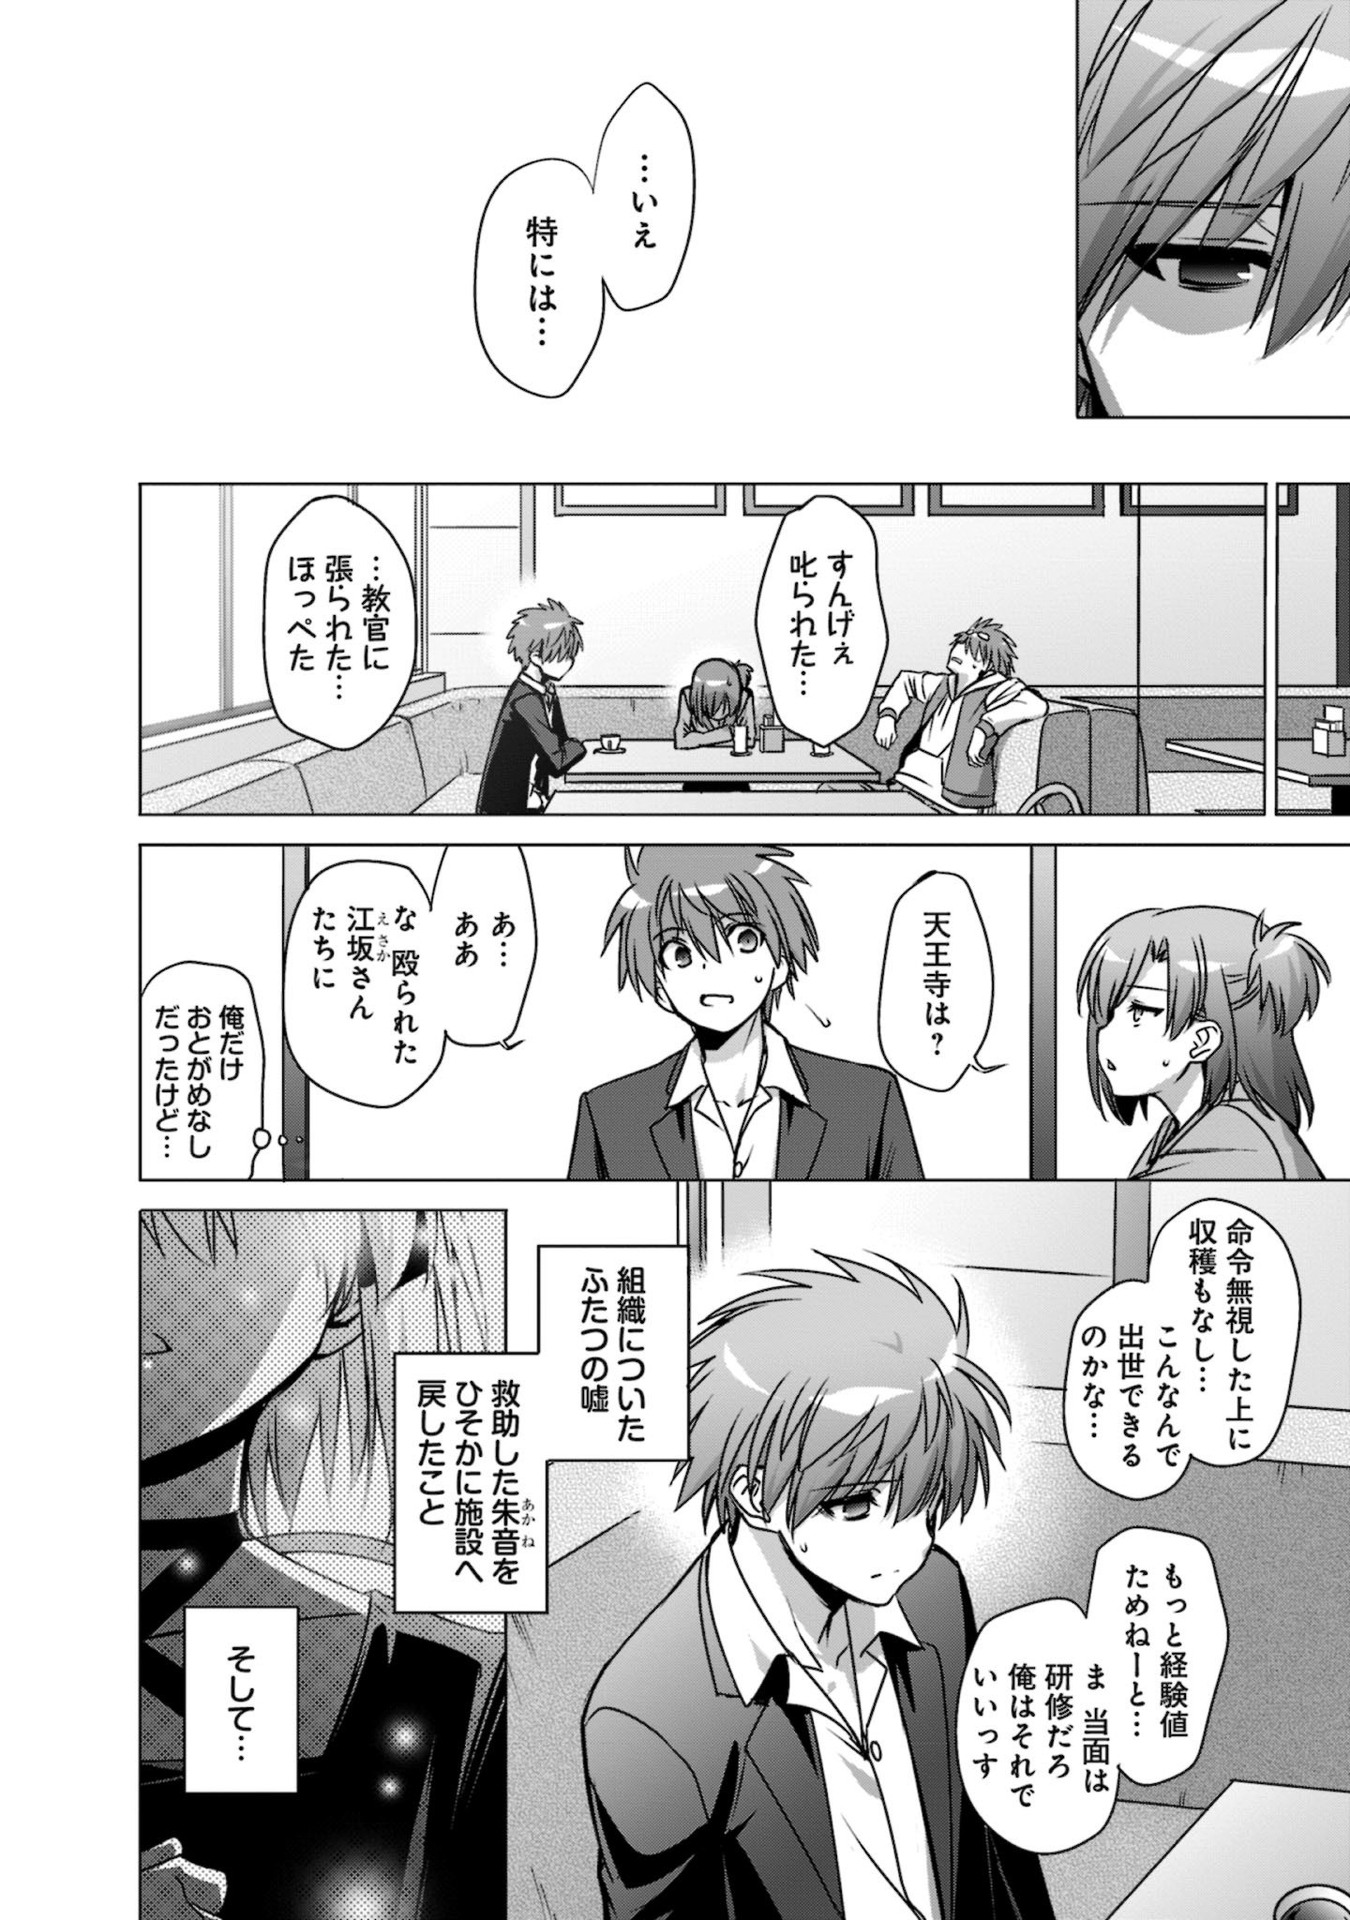 …いえ
特には…
すんげぇ
叱られた…
…教官に
張られた…
ほっぺた
天王寺は？
あ…
ああ
な 殴られた
江坂さん
えさか
たちに
俺だけ
おとがめなし
だったけど…
命令無視した上に
収穫もなし…
こんなんで
出世できる
のかな…
もっと経験値
ためねーと…
ま 当面は
研修だろ
俺はそれで
いいっす
組織についた
ふたつの嘘
救助した朱音を
あかね
ひそかに施設へ
戻したこと
そして…